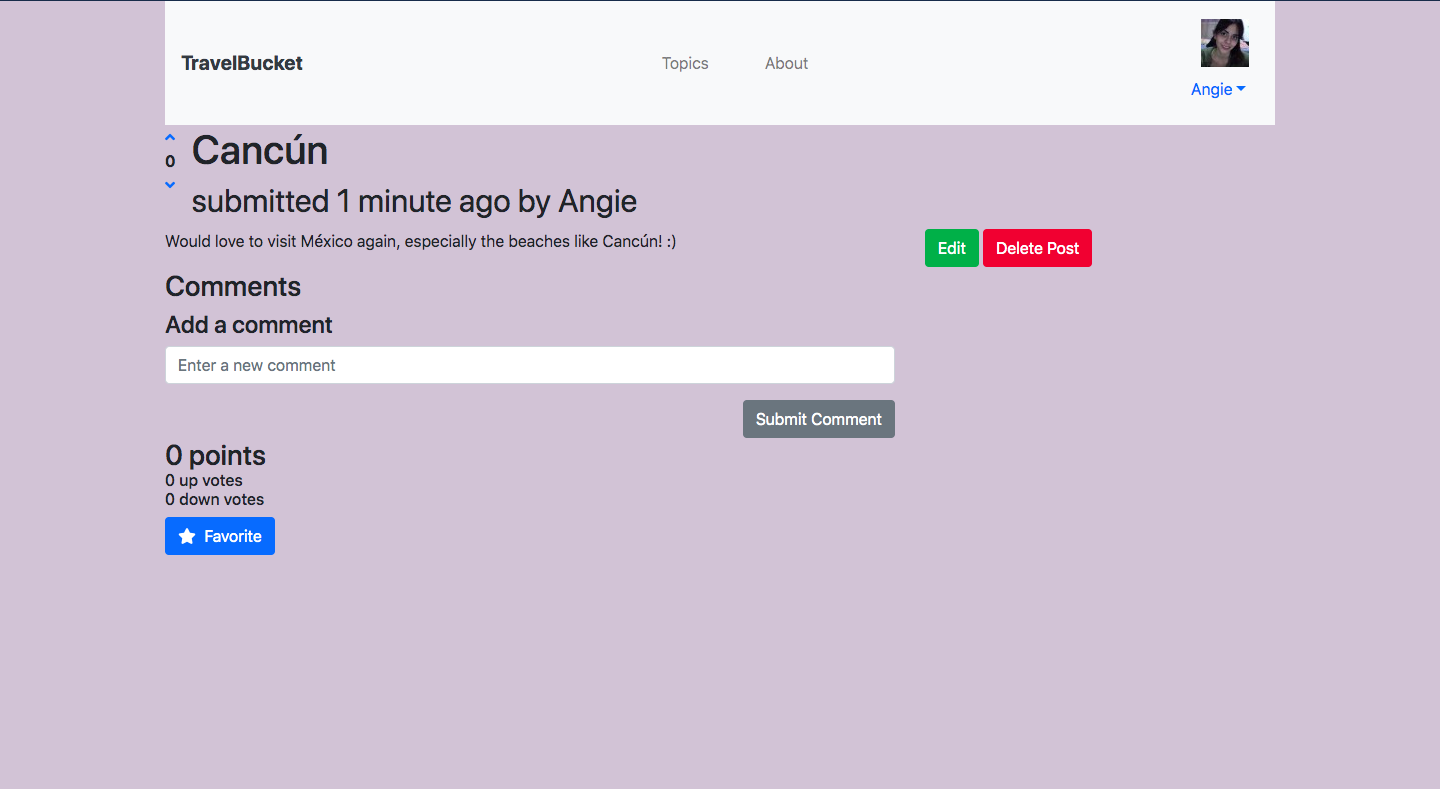 TravelBucket
Topics
About
Angie
0
Cancún
submitted 1 minute ago by Angie
Would love to visit México again, especially the beaches like Cancún! :)
Edit
Delete Post
Comments
Add a comment
Enter a new comment
Submit Comment
0 points
0 up votes
0 down votes
Favorite